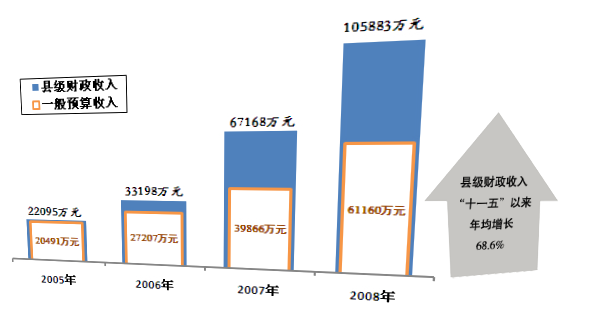 105883万元
县级财政收入
一般预算收入
67168万元
33198万元
22095万元
20491万元
27207万元
39866万元
61160万元
县级财政收入
“十一五”以来
年均增长
68.6%
2005年
2006年
2007年
2008年